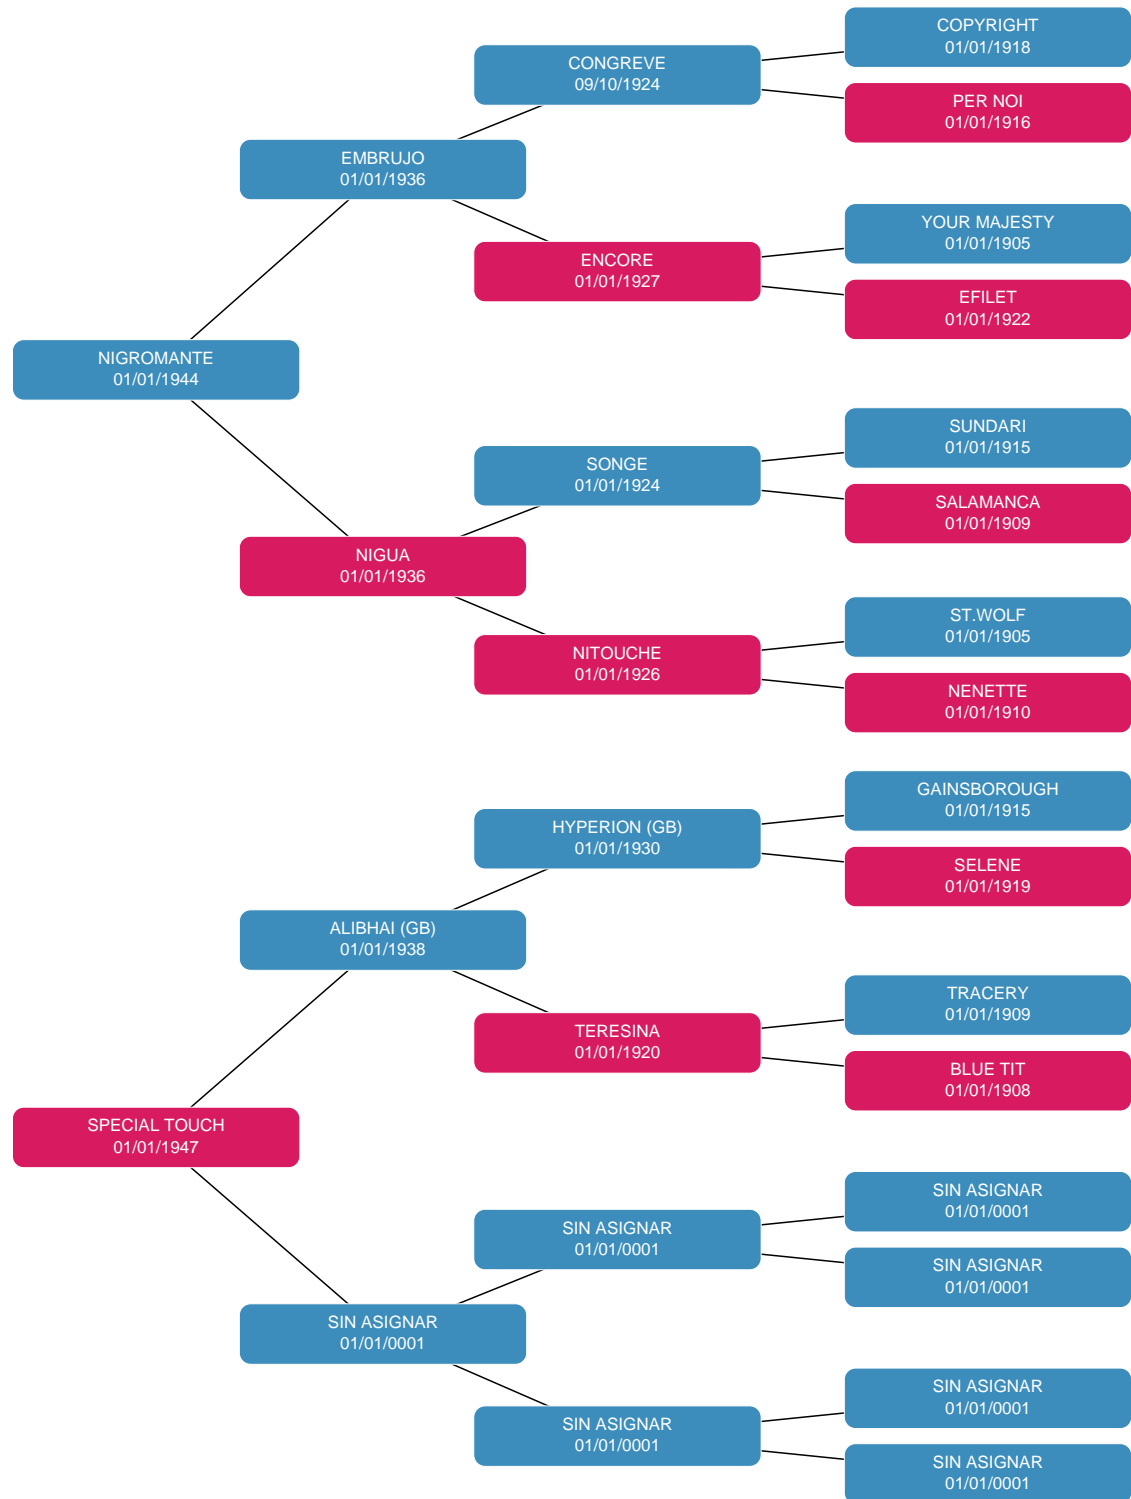 COPYRIGHT
01/01/1918
CONGREVE
09/10/1924
PER NOI
01/01/1916
EMBRUJO
01/01/1936
YOUR MAJESTY
01/01/1905
ENCORE
01/01/1927
EFILET
01/01/1922
NIGROMANTE
01/01/1944
SUNDARI
01/01/1915
SONGE
01/01/1924
SALAMANCA
01/01/1909
NIGUA
01/01/1936
ST.WOLF
01/01/1905
NITOUCHE
01/01/1926
NENETTE
01/01/1910
GAINSBOROUGH
01/01/1915
HYPERION (GB)
01/01/1930
SELENE
01/01/1919
ALIBHAI (GB)
01/01/1938
TRACERY
01/01/1909
TERESINA
01/01/1920
BLUE TIT
01/01/1908
SPECIAL TOUCH
01/01/1947
SIN ASIGNAR
01/01/0001
SIN ASIGNAR
01/01/0001
SIN ASIGNAR
01/01/0001
SIN ASIGNAR
01/01/0001
SIN ASIGNAR
01/01/0001
SIN ASIGNAR
01/01/0001
SIN ASIGNAR
01/01/0001